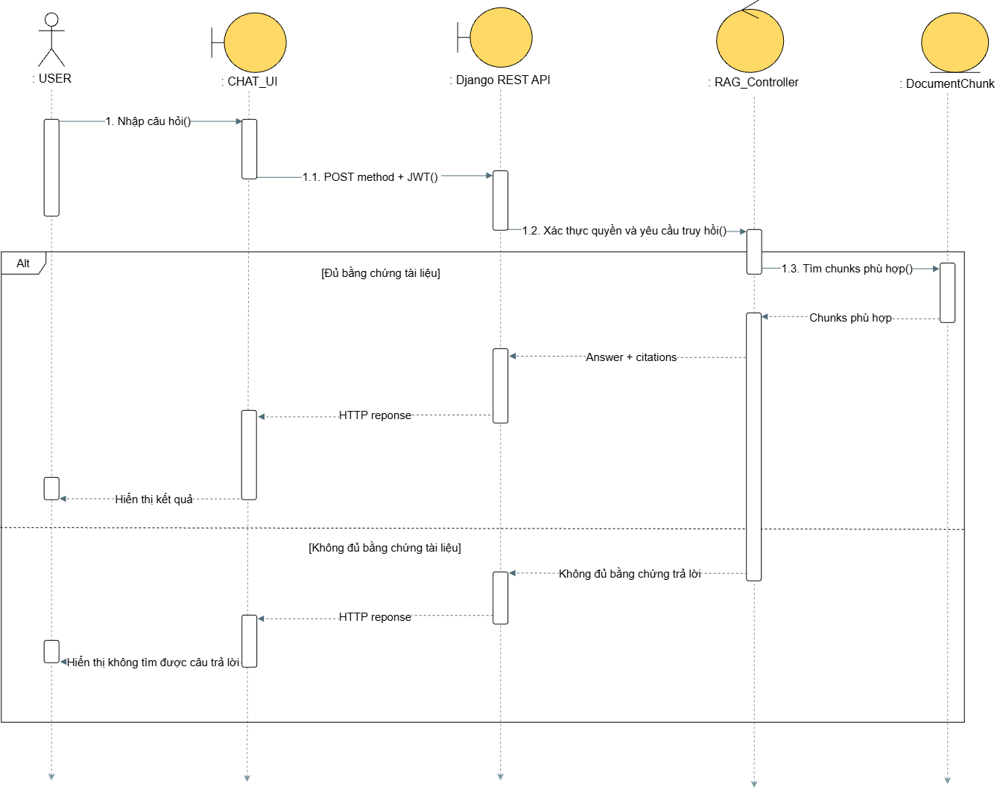 : USER
: CHAT_UI
: Django REST API
: RAG_Controller
: DocumentChunk
1. Nhập câu hỏi()
1.1. POST method + JWT()
1.2. Xác thực quyền và yêu cầu truy hồi()
Alt
[Đủ bằng chứng tài liệu]
1.3. Tìm chunks phù hợp()
Chunks phù hợp
Answer + citations
HTTP reponse
Hiển thị kết quả
[Không đủ bằng chứng tài liệu]
Không đủ bằng chứng trả lời
HTTP reponse
Hiển thị không tìm được câu trả lời